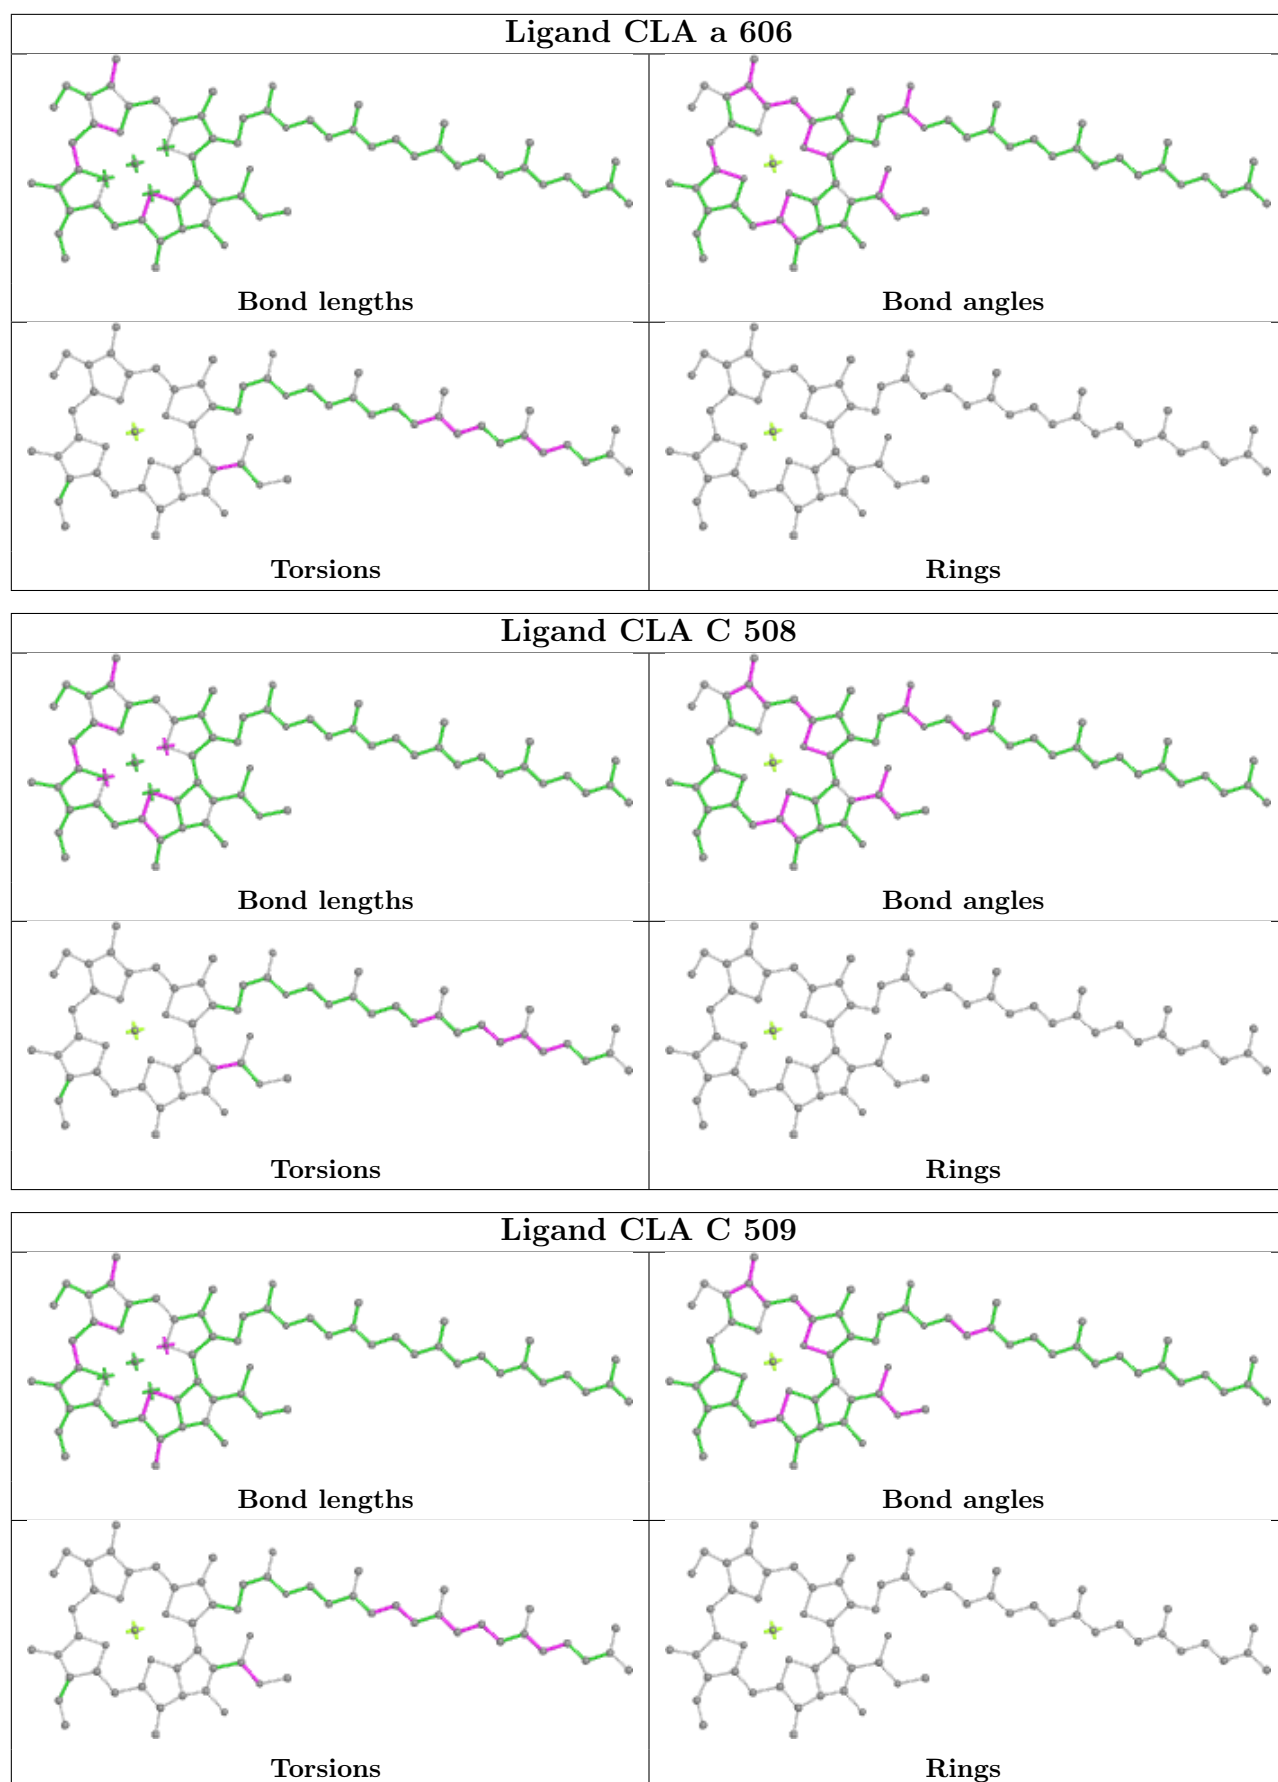 Ligand CLA a 606
Bond lengths
Bond angles
Torsions
Rings
Ligand CLA C 508
Bond lengths
Bond angles
Torsions
Rings
Ligand CLA C 509
Bond lengths
Bond angles
Torsions
Rings